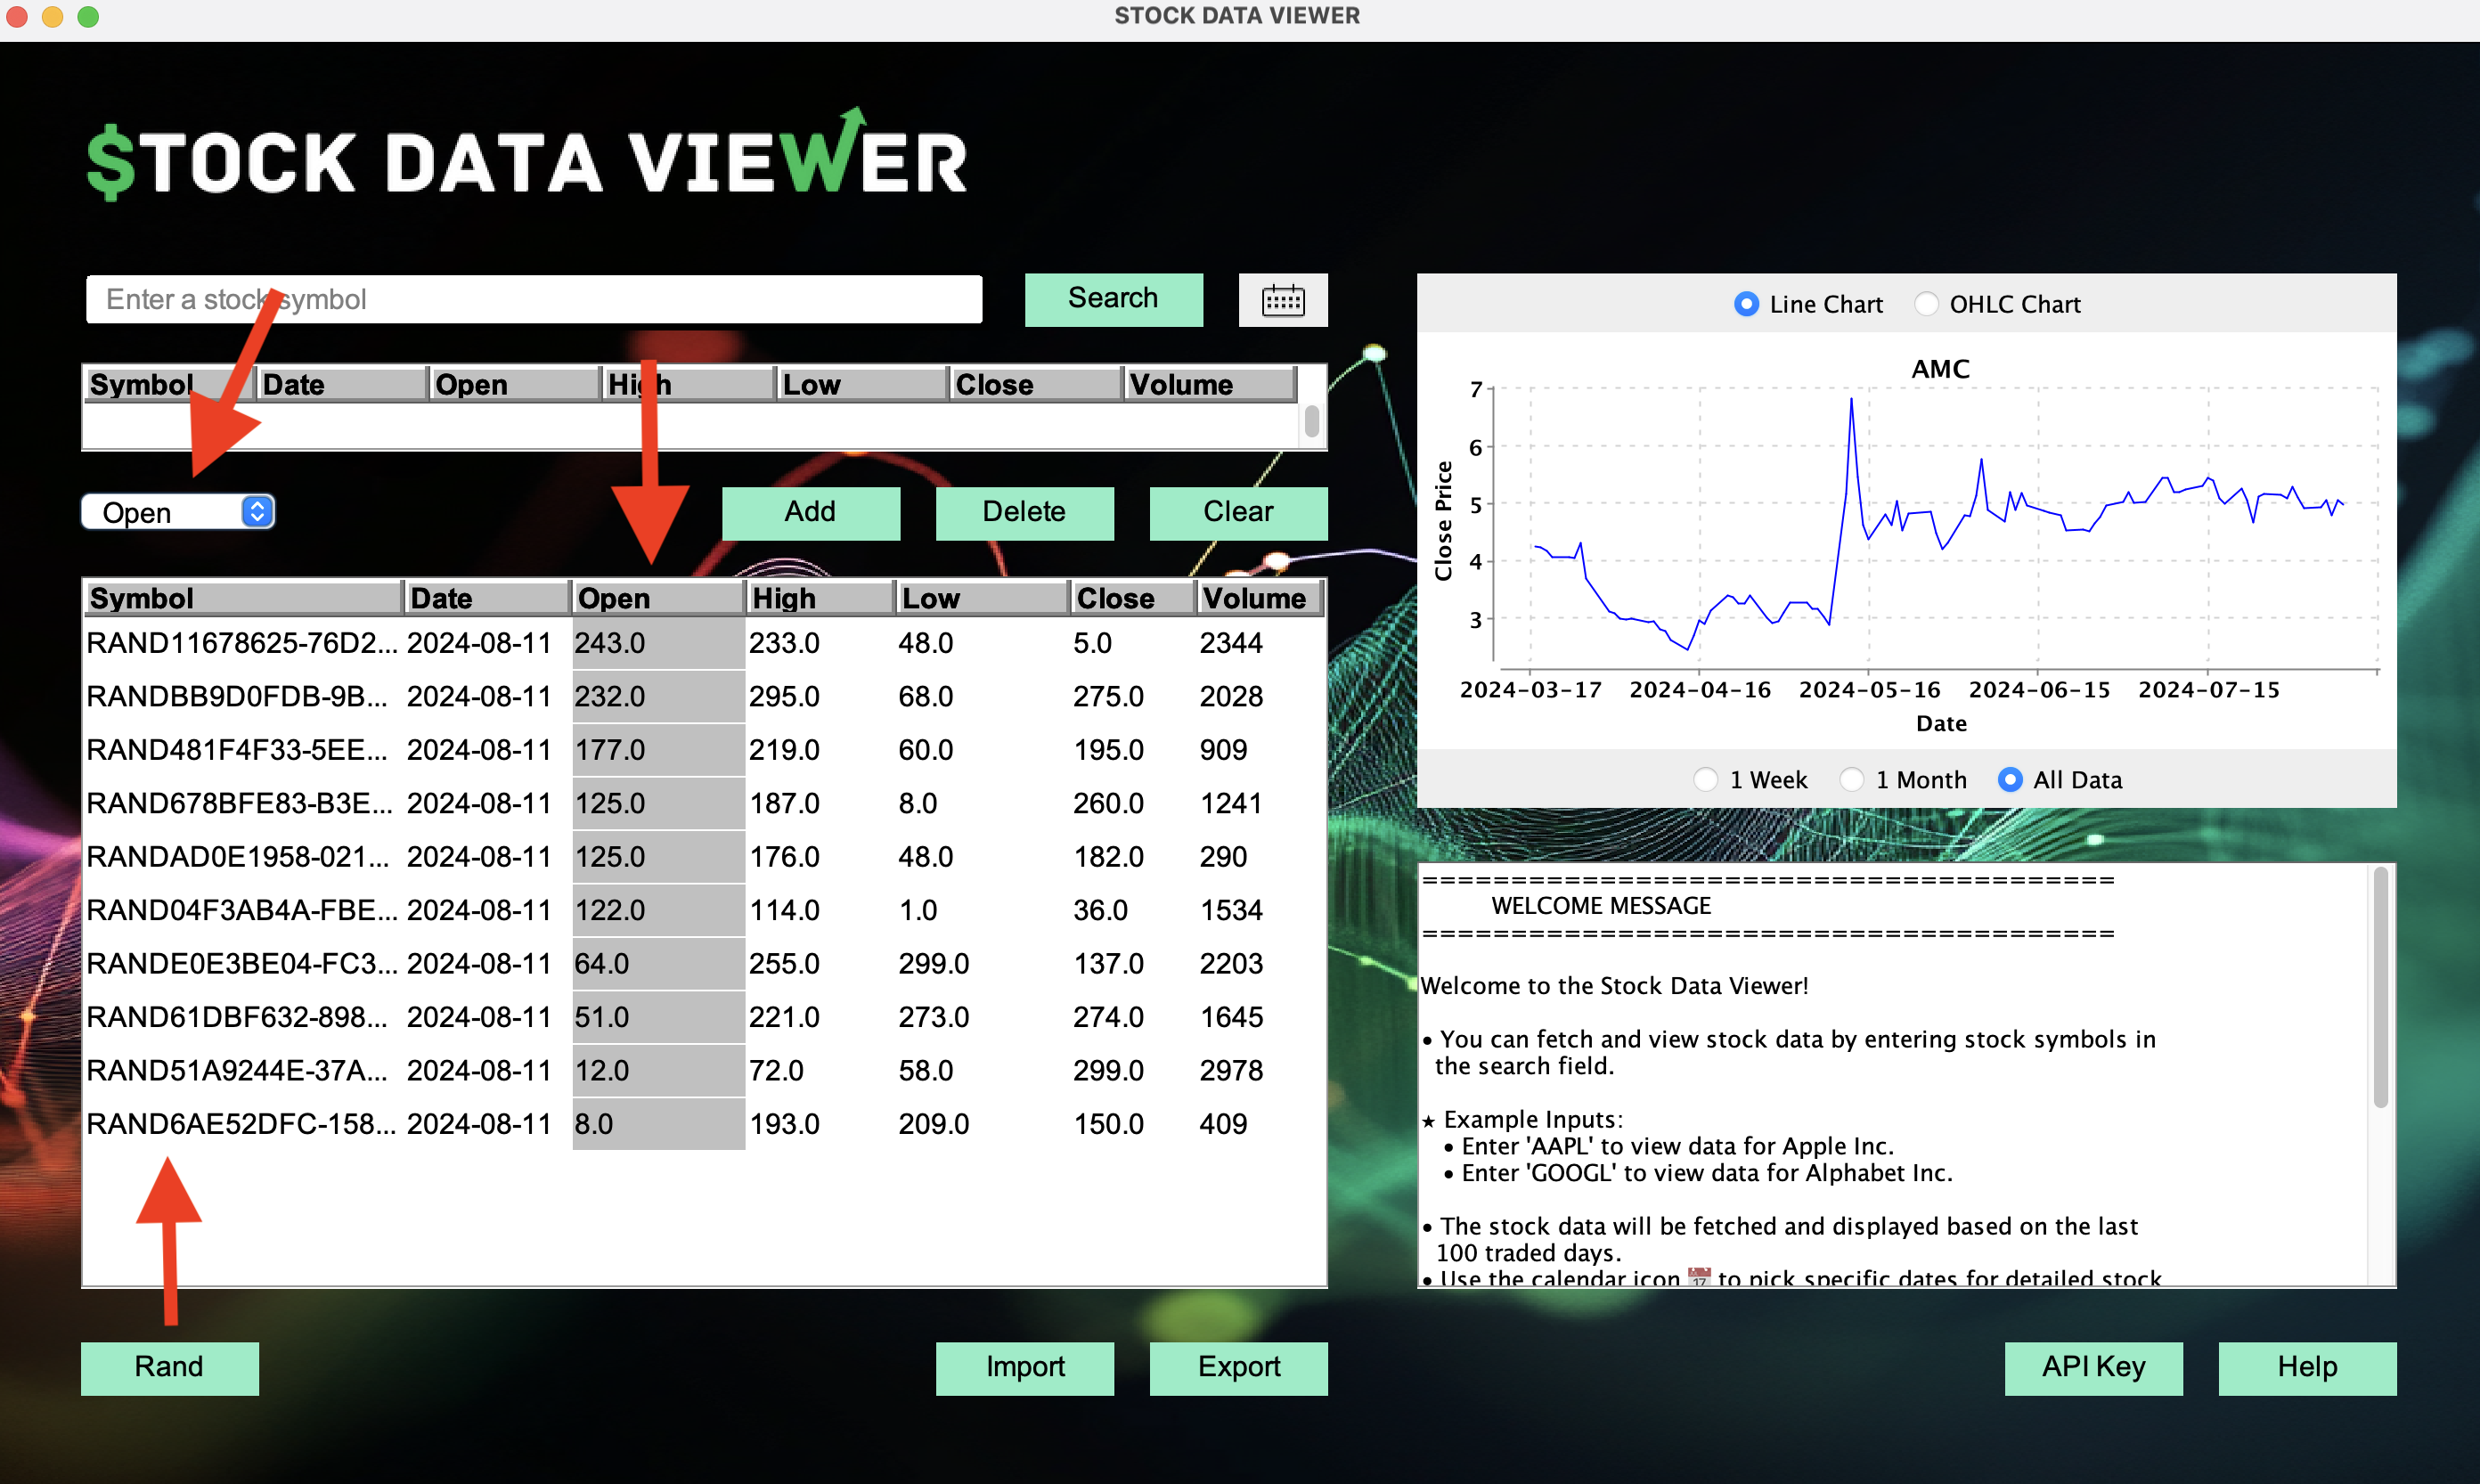 STOCK DATA VIEWER
$TOCK DATA VIEWER
Enter a stock symbol
Search
Symbol Date Open High Low Close Volume
Open
Add Delete Clear
Symbol Date Open High Low Close Volume
RAND11678625-76D2... 2024-08-11 243.0 233.0 48.0 5.0 2344
RANDBB9D0FDB-9B... 2024-08-11 232.0 295.0 68.0 275.0 2028
RAND481F4F33-5EE... 2024-08-11 177.0 219.0 60.0 195.0 909
RAND678BFE83-B3E... 2024-08-11 125.0 187.0 8.0 260.0 1241
RANDAD0E1958-021... 2024-08-11 125.0 176.0 48.0 182.0 290
RAND04F3AB4A-FBE... 2024-08-11 122.0 114.0 1.0 36.0 1534
RANDE0E3BE04-FC3... 2024-08-11 64.0 255.0 299.0 137.0 2203
RAND61DBF632-898... 2024-08-11 51.0 221.0 273.0 274.0 1645
RAND51A9244E-37A... 2024-08-11 12.0 72.0 58.0 299.0 2978
RAND6AE52DFC-158... 2024-08-11 8.0 193.0 209.0 150.0 409
Rand
Import Export
Line Chart OHLC Chart
AMC
7
6
5
4
3
Close Price
2024-03-17 2024-04-16 2024-05-16 2024-06-15 2024-07-15
Date
1 Week 1 Month All Data
=======================================
WELCOME MESSAGE
=======================================
Welcome to the Stock Data Viewer!
• You can fetch and view stock data by entering stock symbols in
the search field.
★ Example Inputs:
• Enter 'AAPL' to view data for Apple Inc.
• Enter 'GOOGL' to view data for Alphabet Inc.
• The stock data will be fetched and displayed based on the last
100 traded days.
• Use the calendar icon 📅 to pick specific dates for detailed stock
API Key Help